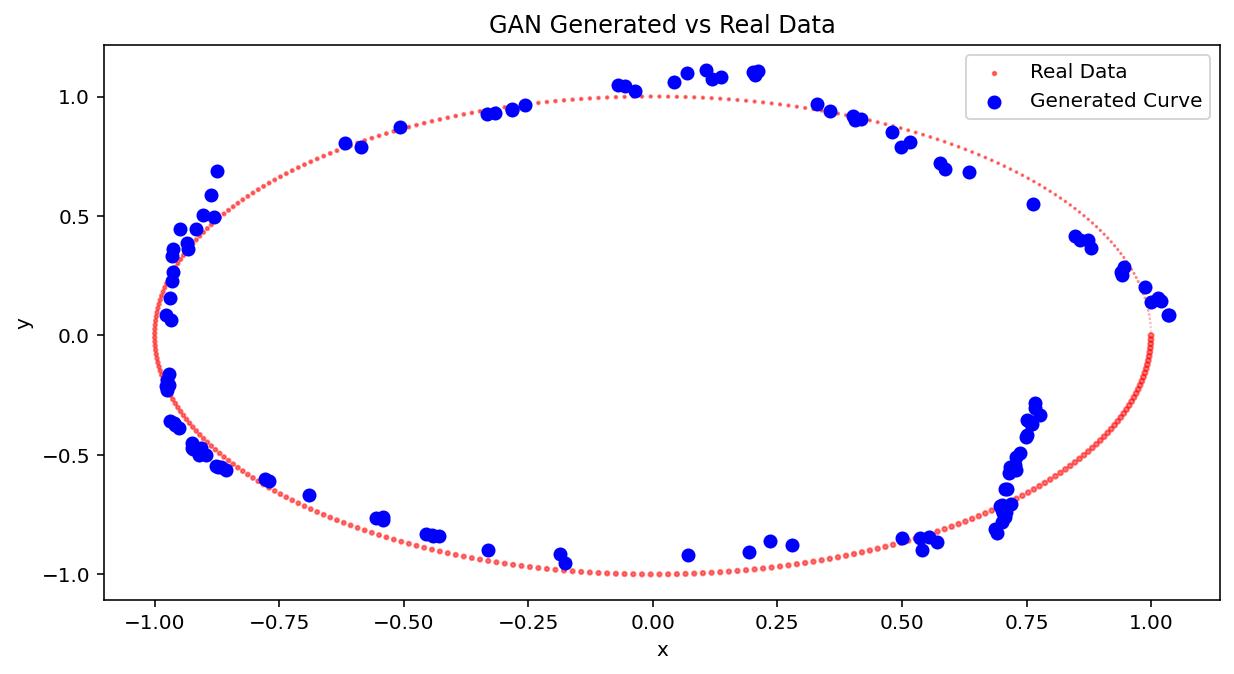 GAN Generated vs Real Data
Real Data
Generated Curve
1.0
0.5
0.0
−0.5
−1.0
y
−1.00 −0.75 −0.50 −0.25 0.00 0.25 0.50 0.75 1.00
x